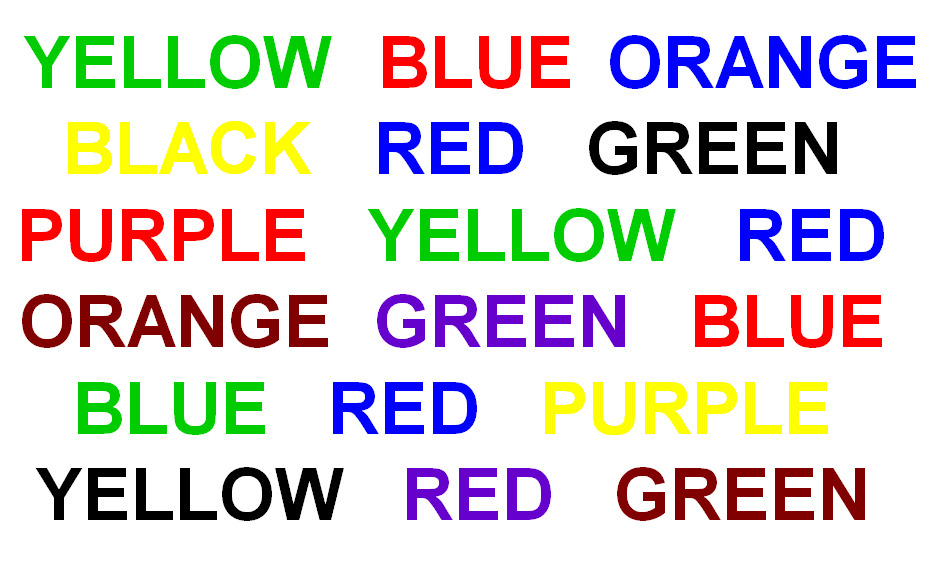 YELLOW BLUE ORANGE
BLACK RED GREEN
PURPLE YELLOW RED
ORANGE GREEN BLUE
BLUE RED PURPLE
YELLOW RED GREEN